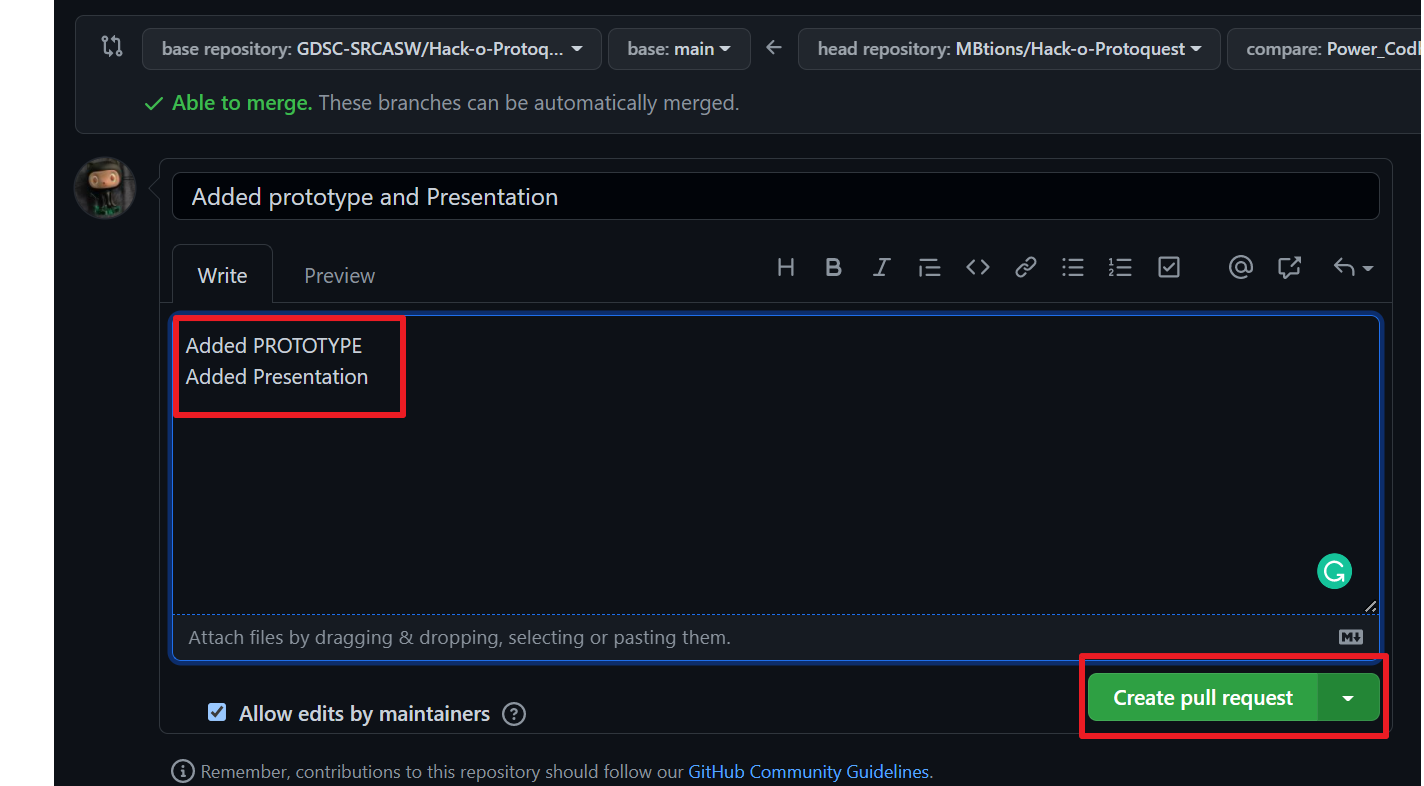 base repository: GDSC-SRCASW/Hack-o-Protoq... base: main head repository: MBtions/Hack-o-Protoquest compare:
Able to merge. These branches can be automatically merged.
Added prototype and Presentation
Write Preview
Added PROTOTYPE
Added Presentation
Attach files by dragging & dropping, selecting or pasting them.
Create pull request
Allow edits by maintainers
Remember, contributions to this repository should follow our GitHub Community Guidelines.